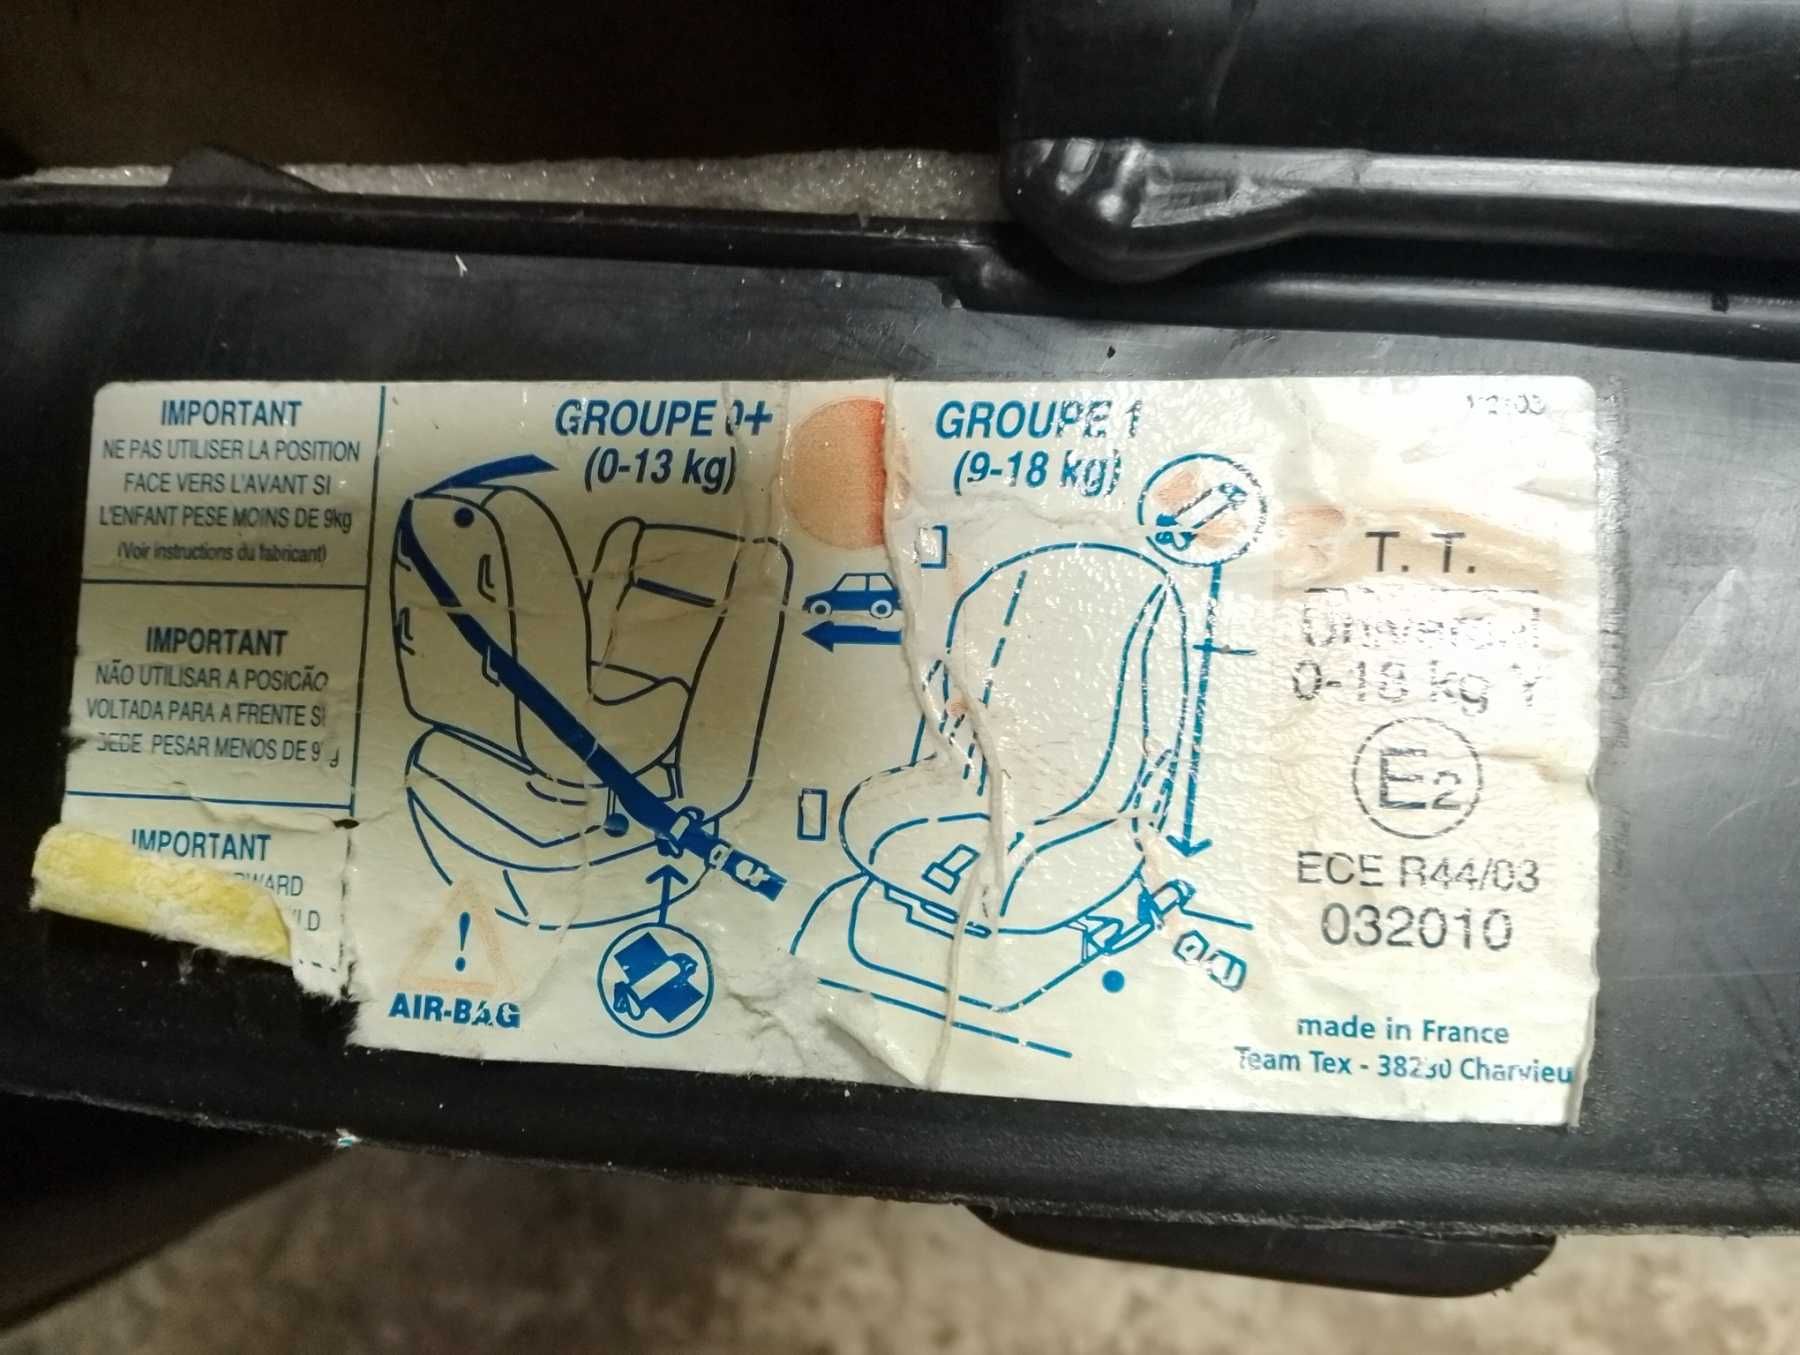 IMPORTANT
NE PAS UTILISER LA POSITION
FACE VERS L'AVANT SI
L'ENFANT PESE MOINS DE 9kg
(Voir instructions du fabricant)
IMPORTANT
NÃO UTILISAR A POSICÃO
VOLTADA PARA A FRENTE SI
PESAR MENOS DE
IMPORTANT
GROUPE 0+
(0-13 kg)
!
AIR-BAG
GROUPE 1
(9-18 kg)
T. T.
Universal
0-18 kg Y
E2
ECE R44/03
032010
made in France
Team Tex - 38230 Charvieu